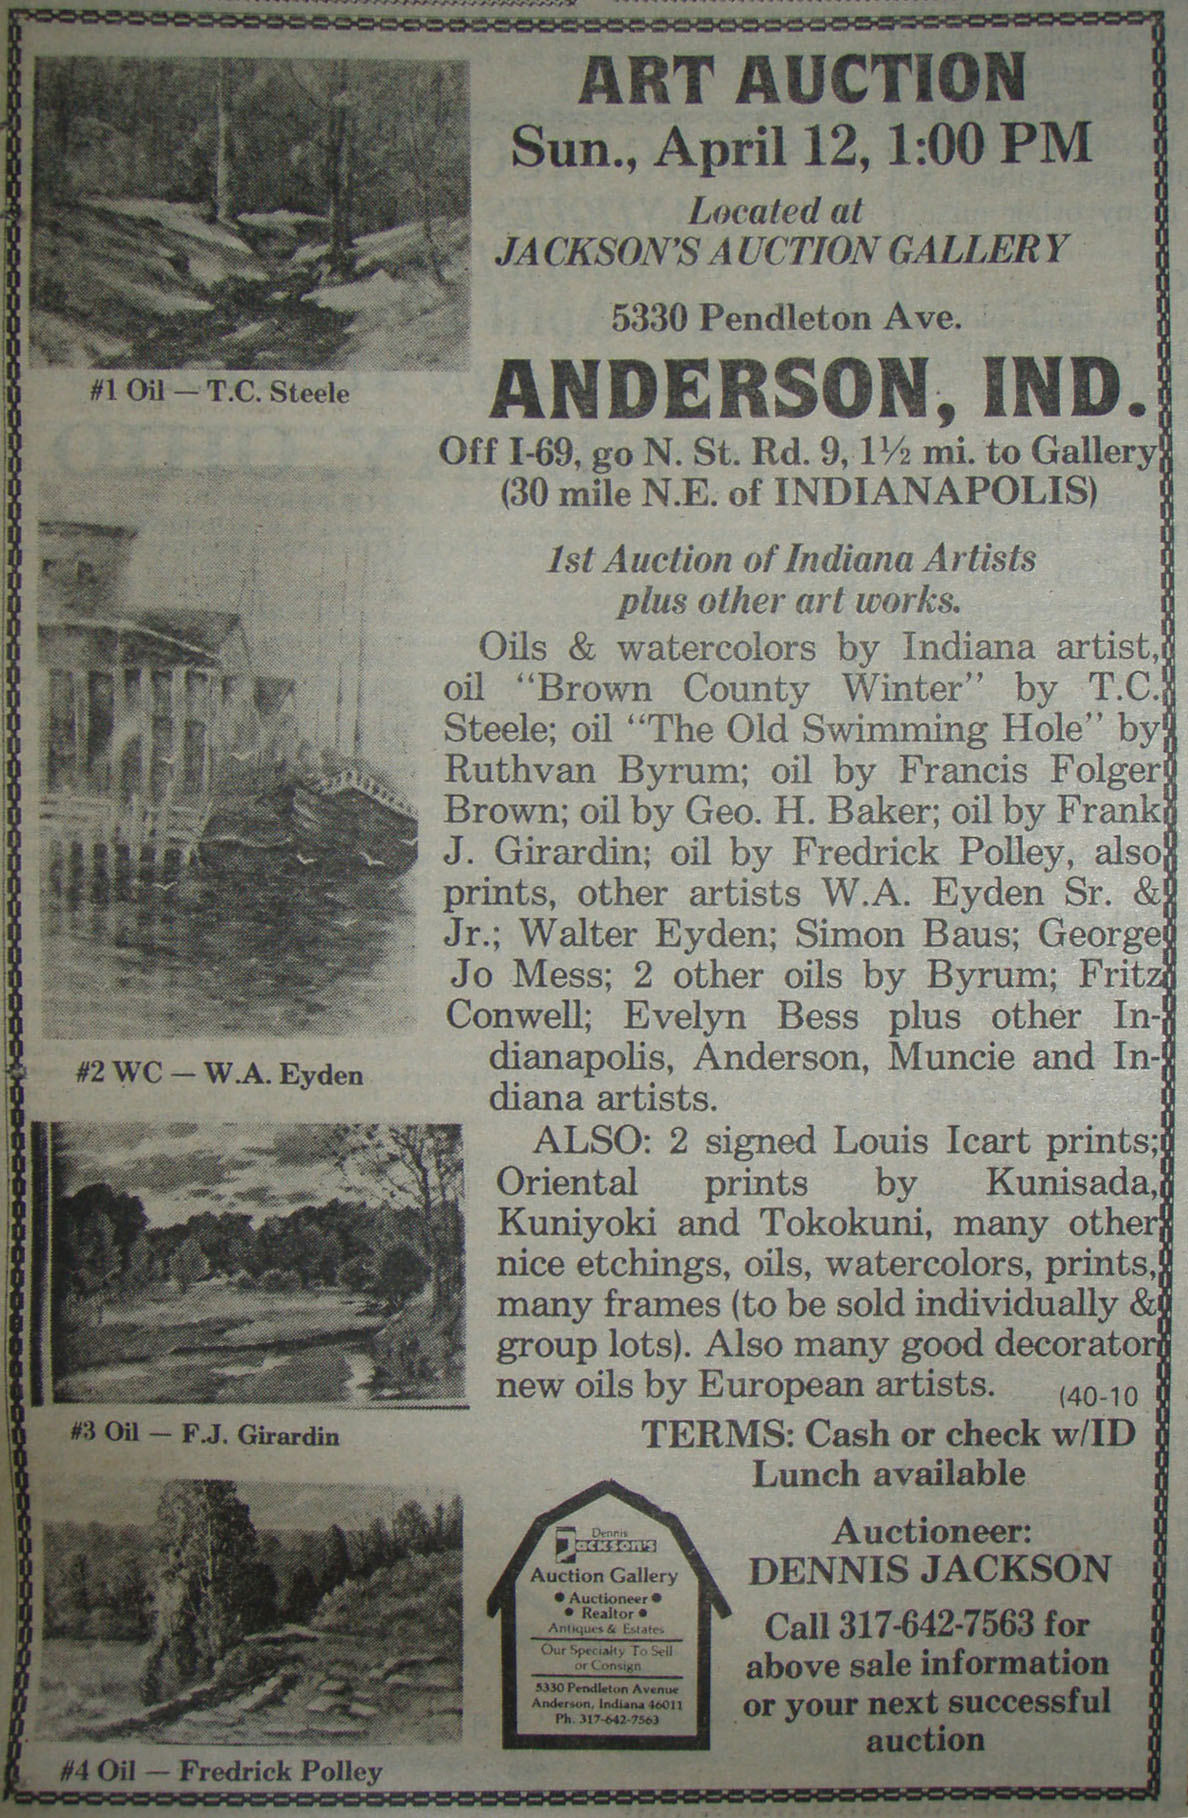 ART AUCTION
Sun., April 12, 1:00 PM
Located at
JACKSON'S AUCTION GALLERY
5330 Pendleton Ave.
ANDERSON, IND.
Off I-69, go N. St. Rd. 9, 1½ mi. to Gallery
(30 mile N.E. of INDIANAPOLIS)
1st Auction of Indiana Artists
plus other art works.
Oils & watercolors by Indiana artist,
oil "Brown County Winter" by T.C.
Steele; oil "The Old Swimming Hole" by
Ruthvan Byrum; oil by Francis Folger
Brown; oil by Geo. H. Baker; oil by Frank
J. Girardin; oil by Fredrick Polley, also
prints, other artists W.A. Eyden Sr. &
Jr.; Walter Eyden; Simon Baus; George
Jo Mess; 2 other oils by Byrum; Fritz
Conwell; Evelyn Bess plus other In-
dianapolis, Anderson, Muncie and In-
diana artists.
ALSO: 2 signed Louis Icart prints;
Oriental prints by Kunisada,
Kuniyoki and Tokokuni, many other
nice etchings, oils, watercolors, prints,
many frames (to be sold individually &
group lots). Also many good decorator
new oils by European artists. (40-10
TERMS: Cash or check w/ID
Lunch available
Auctioneer:
DENNIS JACKSON
Call 317-642-7563 for
above sale information
or your next successful
auction
#1 Oil — T.C. Steele
#2 WC — W.A. Eyden
#3 Oil — F.J. Girardin
#4 Oil — Fredrick Polley
Dennis
JACKSON'S
Auction Gallery
• Auctioneer •
• Realtor •
Antiques & Estates
Our Specialty To Sell
or Consign
5330 Pendleton Avenue
Anderson, Indiana 46011
Ph. 317-642-7563